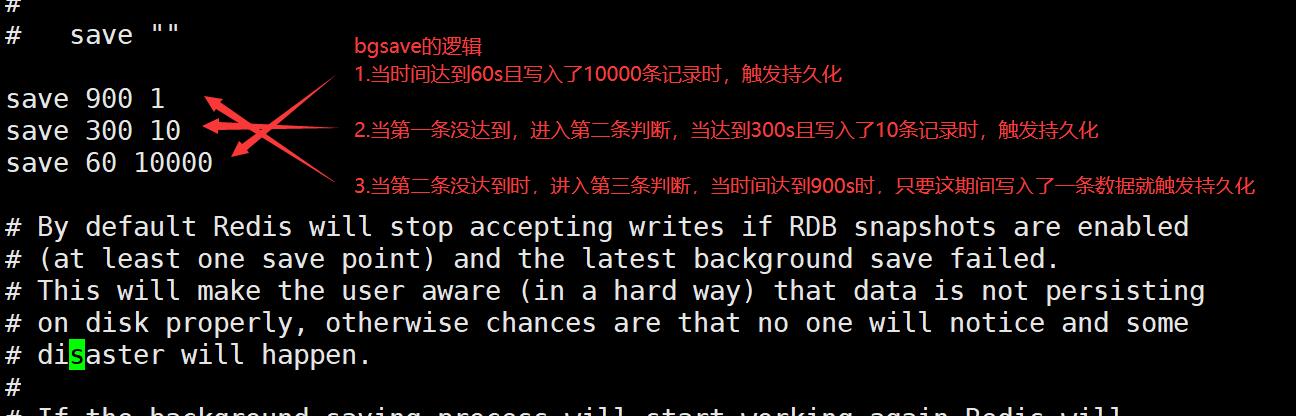 #
#   save ""
bgsave的逻辑
1.当时间达到60s且写入了10000条记录时，触发持久化
save 900 1
2.当第一条没达到，进入第二条判断，当达到300s且写入了10条记录时，触发持久化
save 300 10
save 60 10000
3.当第二条没达到时，进入第三条判断，当时间达到900s时，只要这期间写入了一条数据就触发持久化
# By default Redis will stop accepting writes if RDB snapshots are enabled
# (at least one save point) and the latest background save failed.
# This will make the user aware (in a hard way) that data is not persisting
# on disk properly, otherwise chances are that no one will notice and some
# disaster will happen.
#
# If the background saving process will start working again Redis will